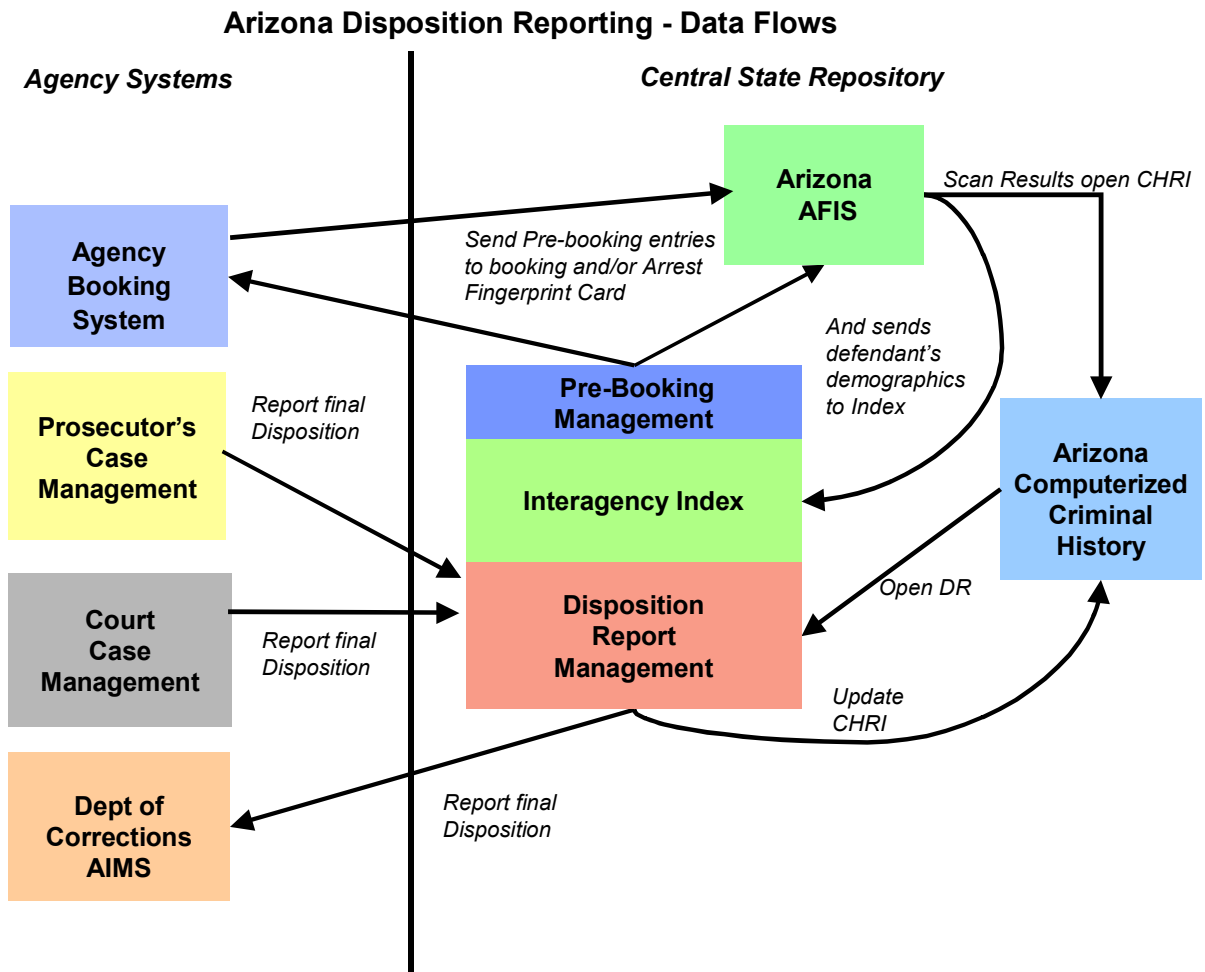 Arizona Disposition Reporting - Data Flows
Agency Systems
Central State Repository
Arizona
AFIS
Scan Results open CHRI
Agency
Booking
System
Send Pre-booking entries
to booking and/or Arrest
Fingerprint Card
And sends
defendant's
demographics
to Index
Pre-Booking
Management
Prosecutor's
Case
Management
Report final
Disposition
Interagency Index
Arizona
Computerized
Criminal
History
Open DR
Court
Case
Management
Report final
Disposition
Disposition
Report
Management
Update
CHRI
Dept of
Corrections
AIMS
Report final
Disposition